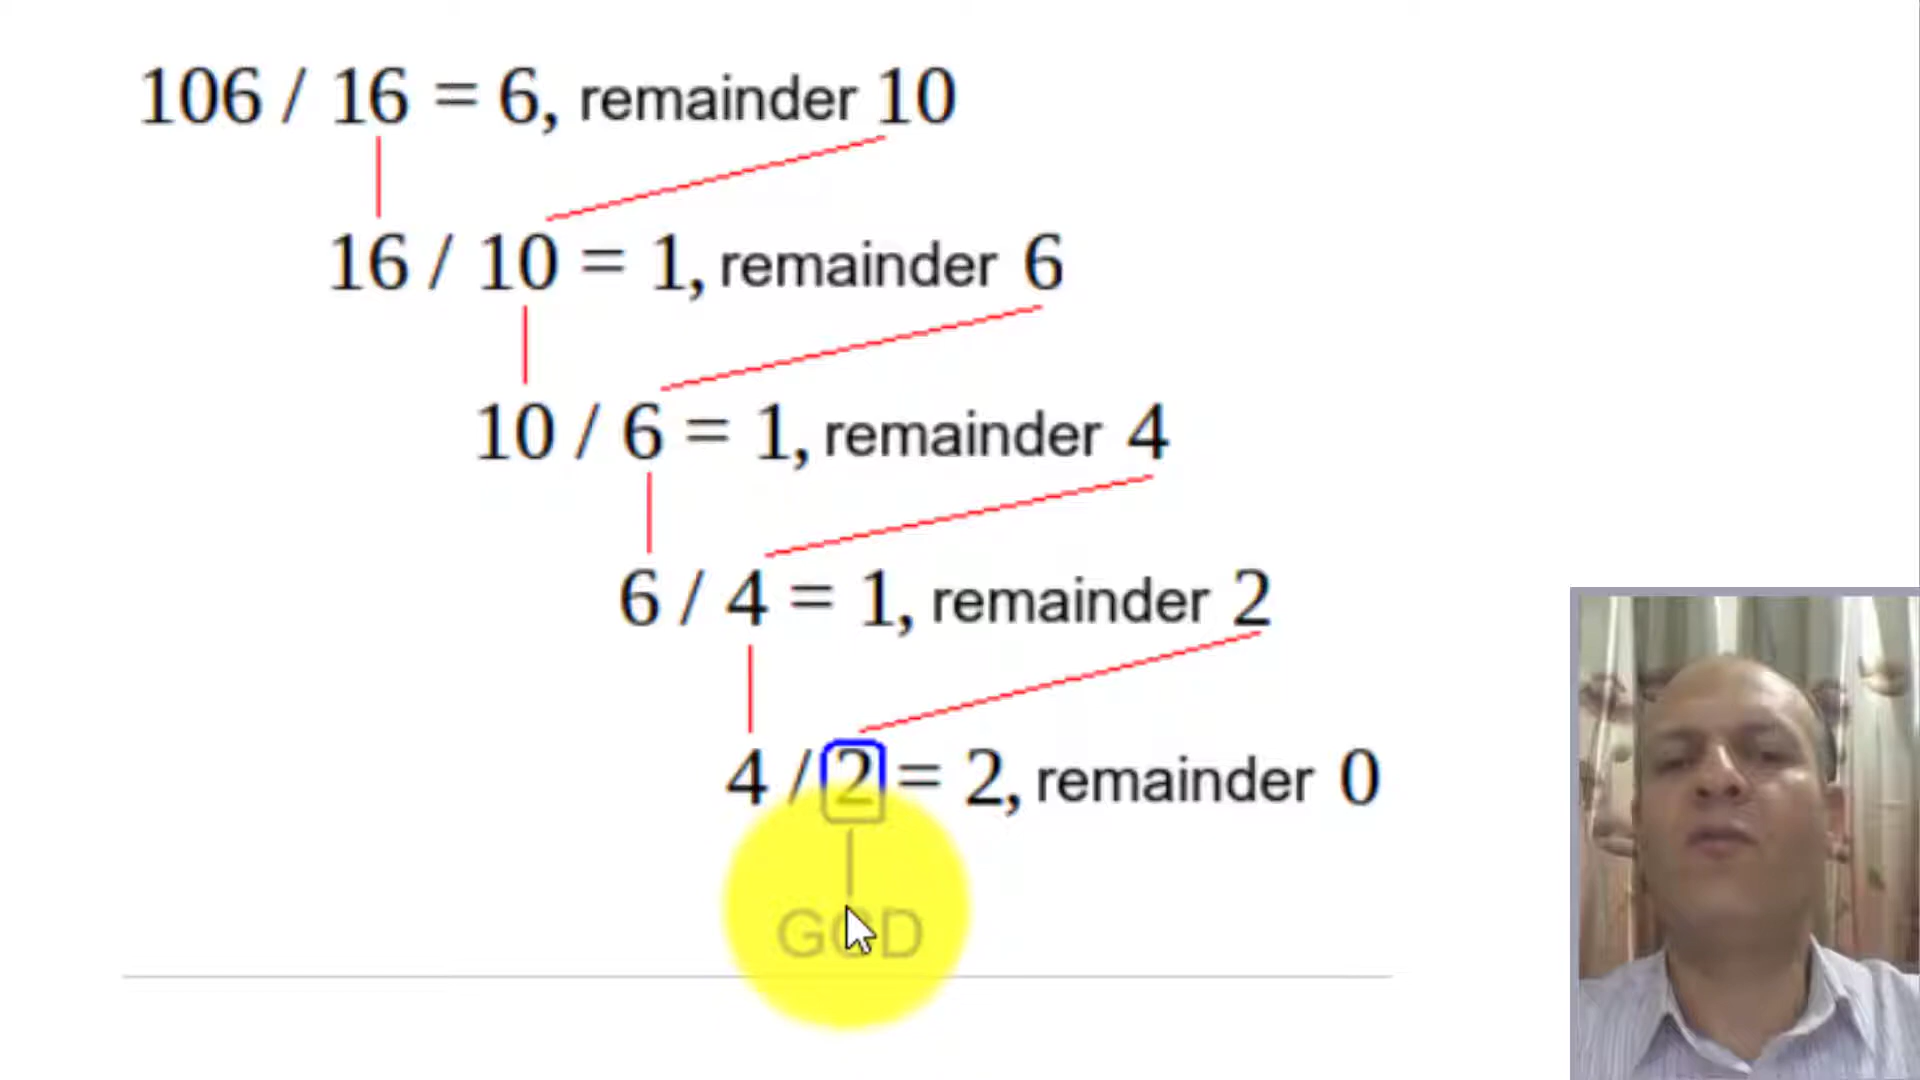 106 / 16 = 6, remainder 10
16 / 10 = 1, remainder 6
10 / 6 = 1, remainder 4
6 / 4 = 1, remainder 2
4 / 2 = 2, remainder 0
GCD